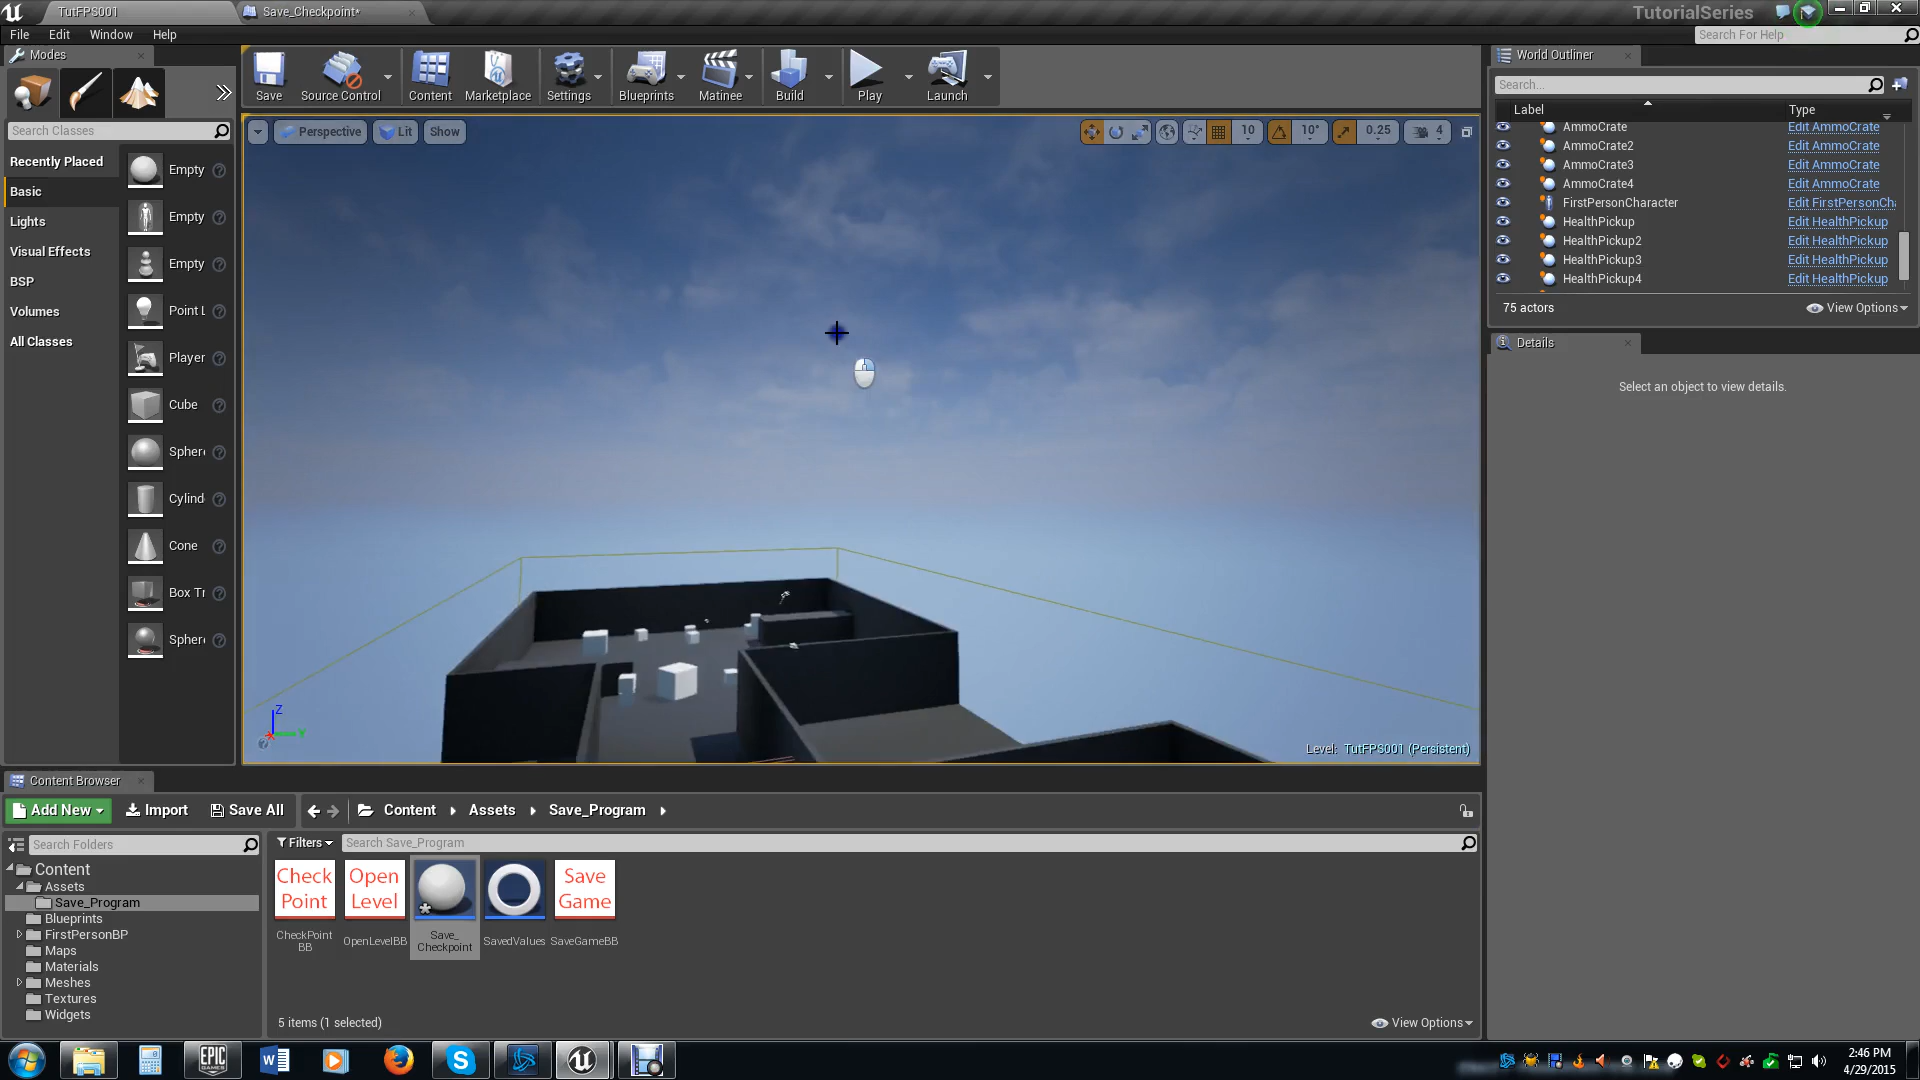 TutFPS001
Save_Checkpoint*
TutorialSeries
File Edit Window Help
Search For Help
Modes
Save
Source Control
Content
Marketplace
Settings
Blueprints
Matinee
Build
Play
Launch
World Outliner
Search...
Label
Type
AmmoCrate Edit AmmoCrate
AmmoCrate2 Edit AmmoCrate
AmmoCrate3 Edit AmmoCrate
AmmoCrate4 Edit AmmoCrate
FirstPersonCharacter Edit FirstPersonCh
HealthPickup Edit HealthPickup
HealthPickup2 Edit HealthPickup
HealthPickup3 Edit HealthPickup
HealthPickup4 Edit HealthPickup
75 actors
View Options
Details
Select an object to view details.
Search Classes
Recently Placed
Basic
Lights
Visual Effects
BSP
Volumes
All Classes
Empty
Empty
Empty
Point L
Player
Cube
Sphere
Cylind
Cone
Box Tr
Sphere
Perspective
Lit
Show
10
10°
0.25
4
Z
Y
Level: TutFPS001 (Persistent)
Content Browser
Add New
Import
Save All
Content
Assets
Save_Program
Search Folders
Filters
Search Save_Program
Content
Assets
Save_Program
Blueprints
FirstPersonBP
Maps
Materials
Meshes
Textures
Widgets
Check
Point
Open
Level
Save
Game
CheckPoint
BB
OpenLevelBB
Save_
Checkpoint
SavedValues
SaveGameBB
5 items (1 selected)
View Options
EPIC
GAMES
2:46 PM
4/29/2015